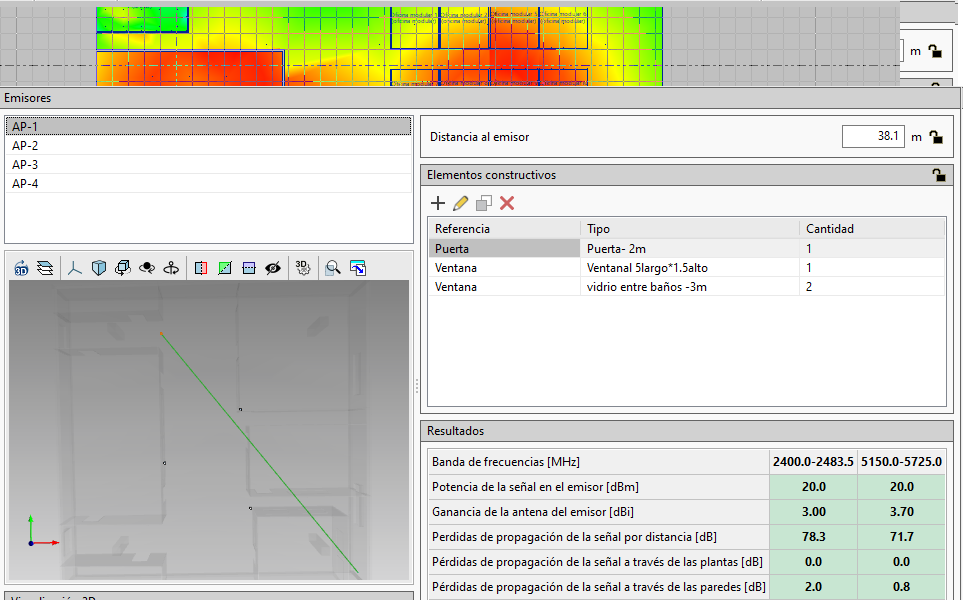 Oficina modular 2
m
Emisores
AP-1
AP-2
AP-3
AP-4
Distancia al emisor 38.1 m
Elementos constructivos
Referencia Tipo Cantidad
Puerta Puerta- 2m 1
Ventana Ventanal 5largo*1.5alto 1
Ventana vidrio entre baños -3m 2
3D
3D
Resultados
Banda de frecuencias [MHz] 2400.0-2483.5 5150.0-5725.0
Potencia de la señal en el emisor [dBm] 20.0 20.0
Ganancia de la antena del emisor [dBi] 3.00 3.70
Perdidas de propagación de la señal por distancia [dB] 78.3 71.7
Pérdidas de propagación de la señal a través de las plantas [dB] 0.0 0.0
Pérdidas de propagación de la señal a través de las paredes [dB] 2.0 0.8